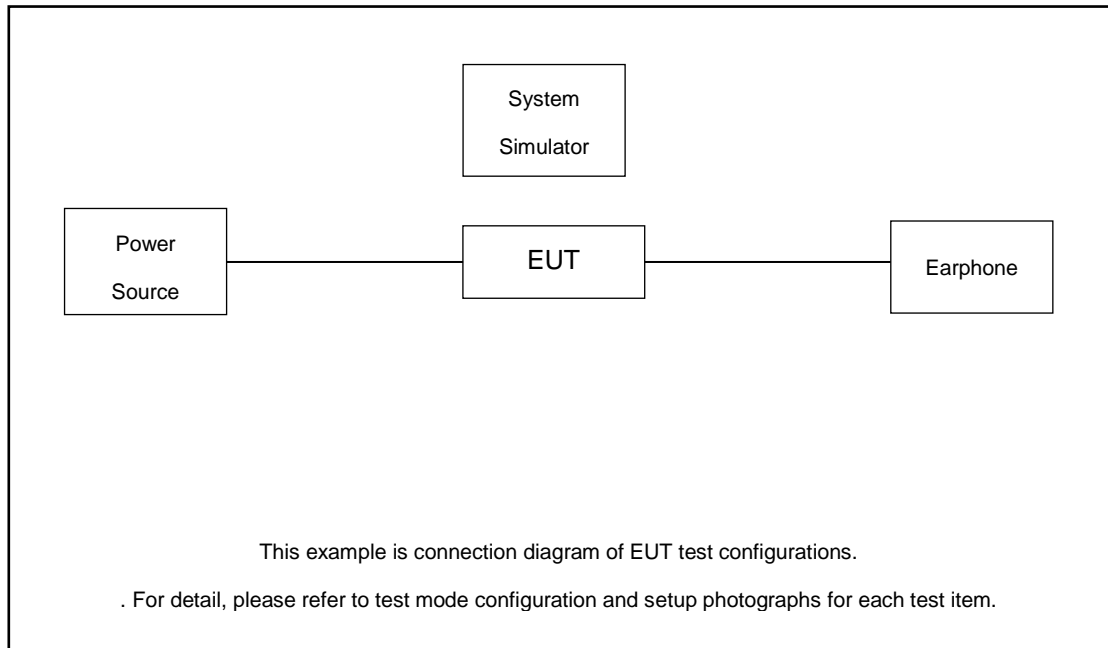 System
Simulator
Power
Source
EUT
Earphone
This example is connection diagram of EUT test configurations.
. For detail, please refer to test mode configuration and setup photographs for each test item.